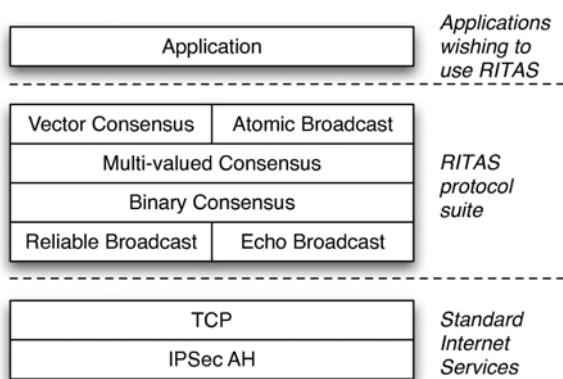 Application
Applications
wishing to
use RITAS
Vector Consensus
Atomic Broadcast
Multi-valued Consensus
Binary Consensus
Reliable Broadcast
Echo Broadcast
RITAS
protocol
suite
TCP
IPSec AH
Standard
Internet
Services